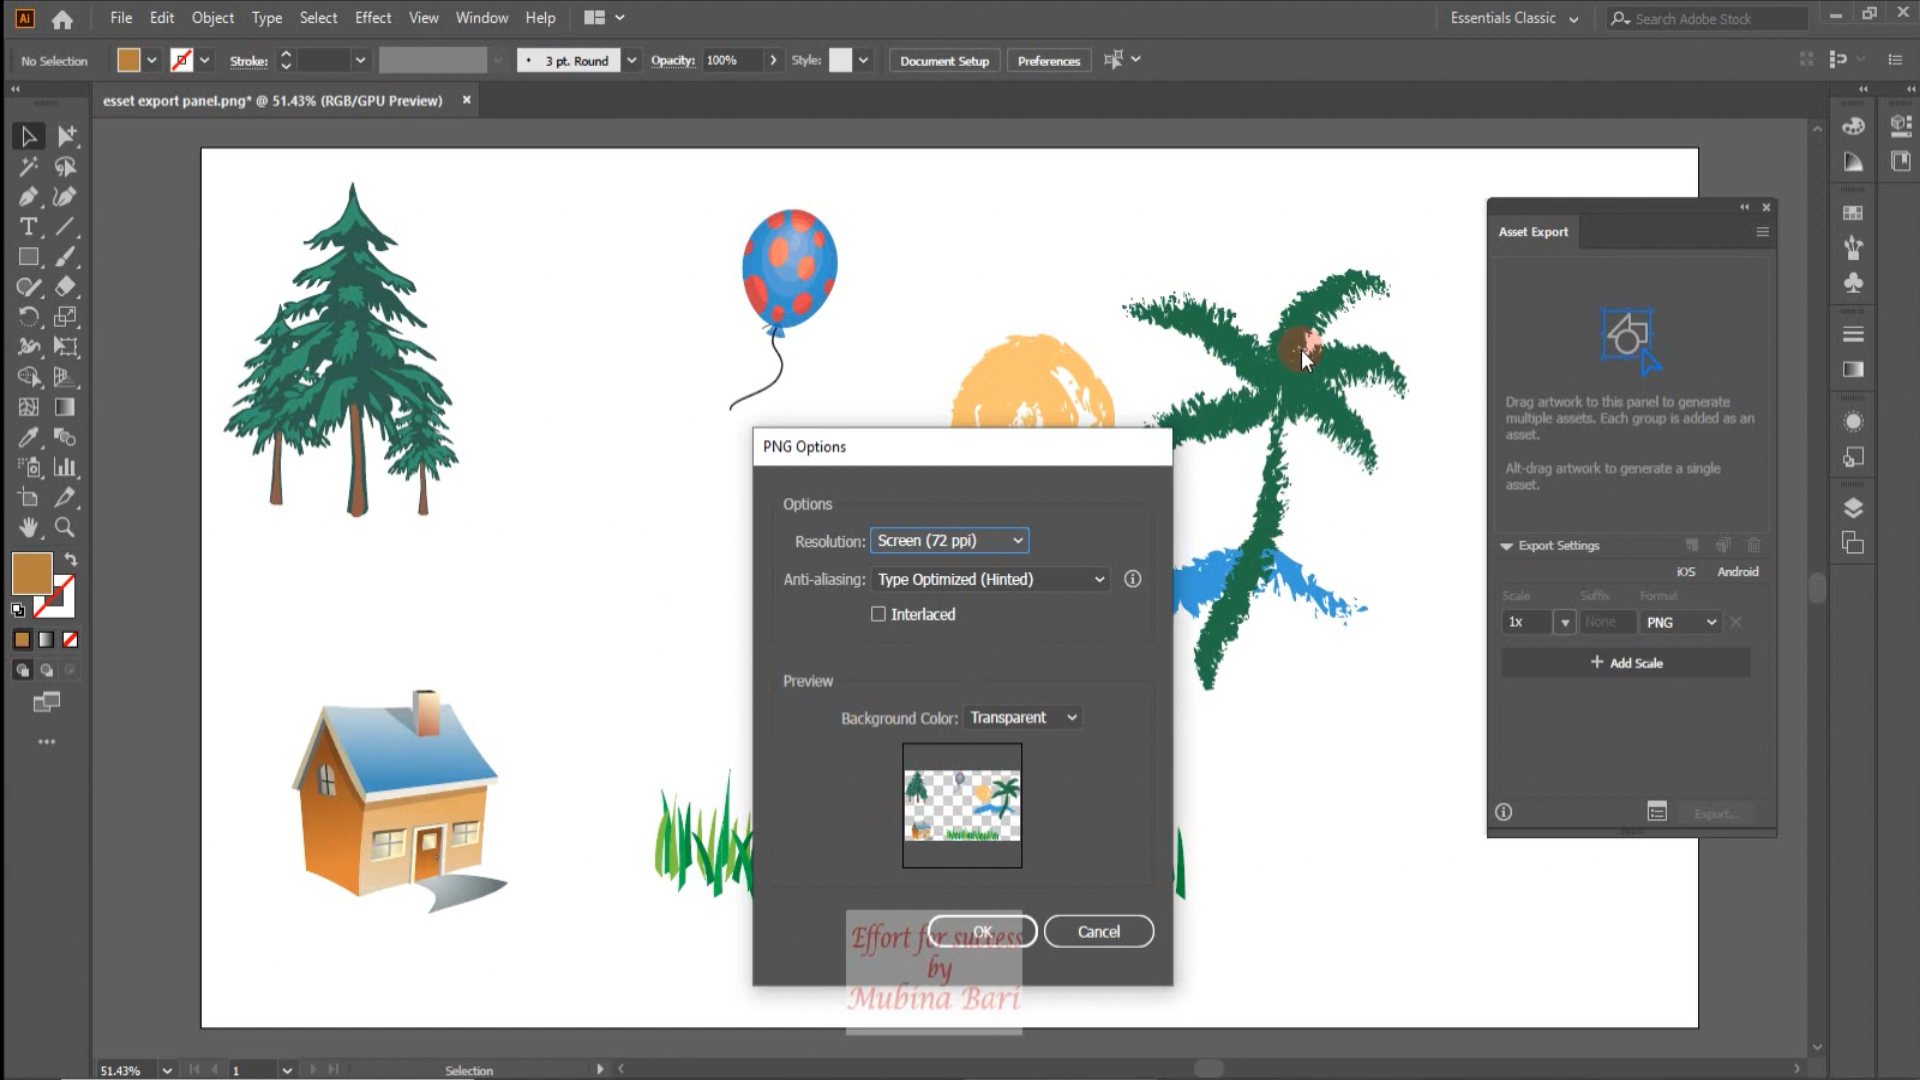 Ai
File Edit Object Type Select Effect View Window Help
Essentials Classic
Search Adobe Stock
No Selection
Stroke:
3 pt. Round
Opacity: 100%
Style:
Document Setup
Preferences
esset export panel.png* @ 51.43% (RGB/GPU Preview)
Asset Export
Drag artwork to this panel to generate
multiple assets. Each group is added as an
asset.
Alt-drag artwork to generate a single
asset.
Export Settings
iOS Android
Scale Suffix Format
1x None PNG
+ Add Scale
Export...
PNG Options
Options
Resolution: Screen (72 ppi)
Anti-aliasing: Type Optimized (Hinted)
Interlaced
Preview
Background Color: Transparent
OK Cancel
Effort for success
by
Mubina Bari
51.43% 1 Selection